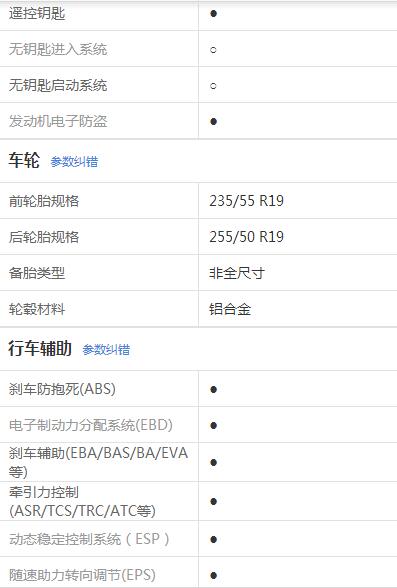 遥控钥匙 ●
无钥匙进入系统 ○
无钥匙启动系统 ○
发动机电子防盗 ●
车轮 参数纠错
前轮胎规格 235/55 R19
后轮胎规格 255/50 R19
备胎类型 非全尺寸
轮毂材料 铝合金
行车辅助 参数纠错
刹车防抱死(ABS) ●
电子制动力分配系统(EBD) ●
刹车辅助(EBA/BAS/BA/EVA
等) ●
牵引力控制
(ASR/TCS/TRC/ATC等) ●
动态稳定控制系统（ESP） ●
随速助力转向调节(EPS) ●